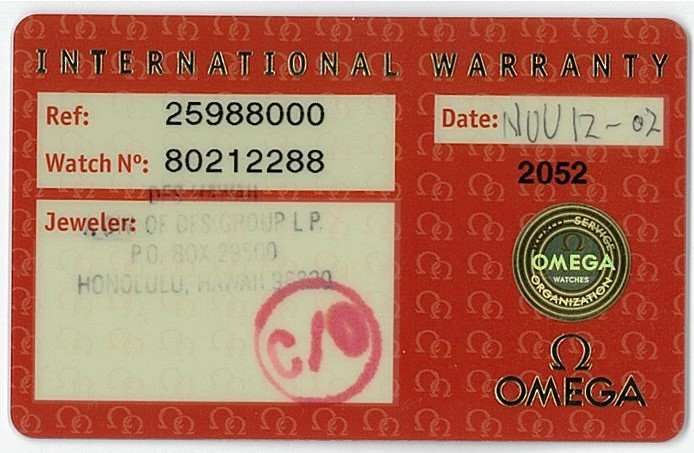 INTERNATIONAL WARRANTY
Ref: 25988000
Watch Nº: 80212288
Date: NOV 12-02
2052
Jeweler:
OF DFS GROUP L.P.
P.O. BOX
HONOLULU, HAWAII
C/O
SERVICE
OMEGA
WATCHES
ORGANIZATION
Ω
OMEGA